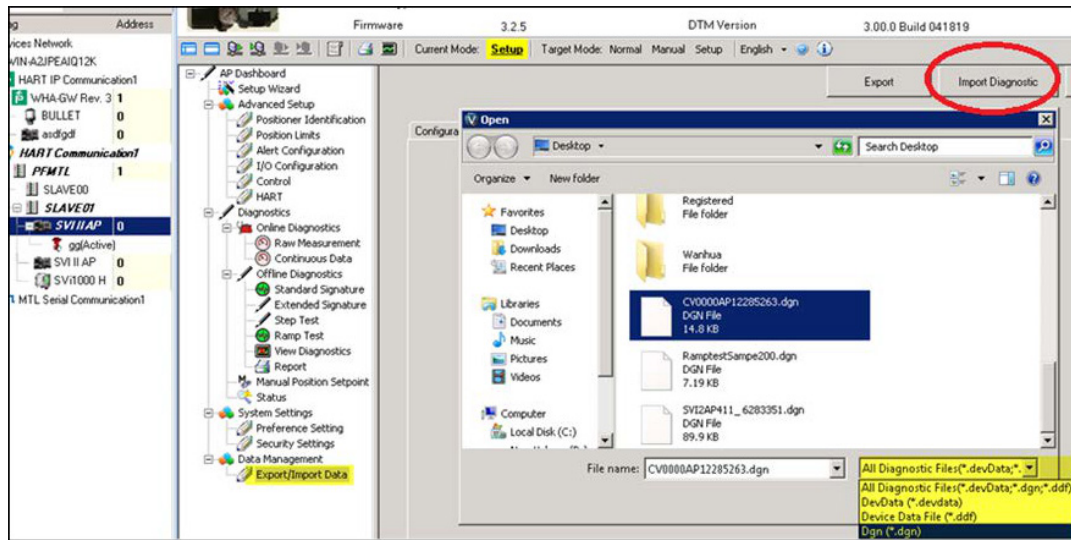 Firmware 3.2.5 DTM Version 3.00.0 Build 041819
Address
Current Mode: Setup Target Mode: Normal Manual Setup English
Network
WIN-A2JPEAIQ12K
HART IP Communication1
WHA-GW Rev. 3 1
BULLET 0
asdfgdf 0
HART Communication1
PFMTL 1
SLAVE00
SLAVE01
SVI II AP 0
gg(Active)
SVI II AP 0
SVi1000 H 0
MTL Serial Communication1
AP Dashboard
Setup Wizard
Advanced Setup
Positioner Identification
Position Limits
Alert Configuration
I/O Configuration
Control
HART
Diagnostics
Online Diagnostics
Raw Measurement
Continuous Data
Offline Diagnostics
Standard Signature
Extended Signature
Step Test
Ramp Test
View Diagnostics
Report
Manual Position Setpoint
Status
System Settings
Preference Setting
Security Settings
Data Management
Export/Import Data
Export Import Diagnostic
Configura
Open
Desktop Search Desktop
Organize New folder
Favorites
Desktop
Downloads
Recent Places
Libraries
Documents
Music
Pictures
Videos
Computer
Local Disk (C:)
Registered
File folder
Wanhua
File folder
CV0000AP12285263.dgn
DGN File
14.8 KB
RamptestSampe200.dgn
DGN File
7.19 KB
SVI2AP411_6283351.dgn
DGN File
89.9 KB
File name: CV0000AP12285263.dgn All Diagnostic Files(*.devData;*.
All Diagnostic Files(*.devData;*.dgn;*.ddf)
DevData (*.devdata)
Device Data File (*.ddf)
Dgn (*.dgn)